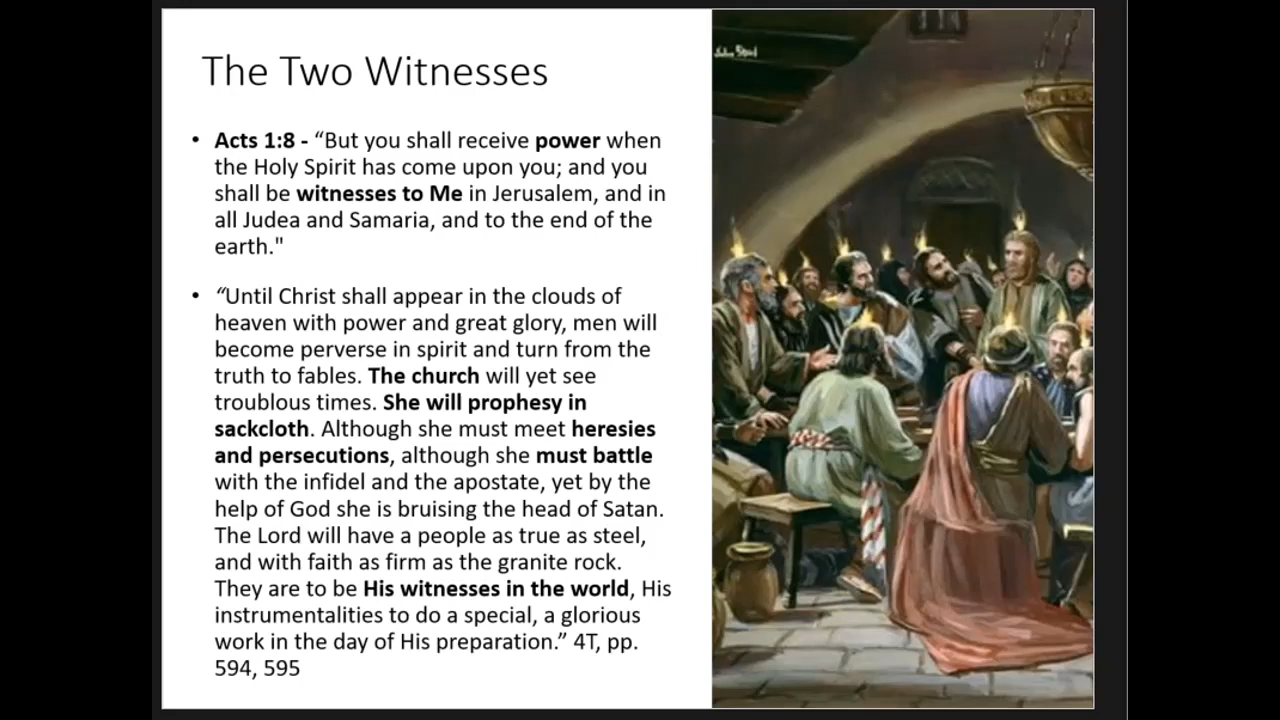 The Two Witnesses
• Acts 1:8 - “But you shall receive power when
the Holy Spirit has come upon you; and you
shall be witnesses to Me in Jerusalem, and in
all Judea and Samaria, and to the end of the
earth."
• “Until Christ shall appear in the clouds of
heaven with power and great glory, men will
become perverse in spirit and turn from the
truth to fables. The church will yet see
troublous times. She will prophesy in
sackcloth. Although she must meet heresies
and persecutions, although she must battle
with the infidel and the apostate, yet by the
help of God she is bruising the head of Satan.
The Lord will have a people as true as steel,
and with faith as firm as the granite rock.
They are to be His witnesses in the world, His
instrumentalities to do a special, a glorious
work in the day of His preparation.” 4T, pp.
594, 595